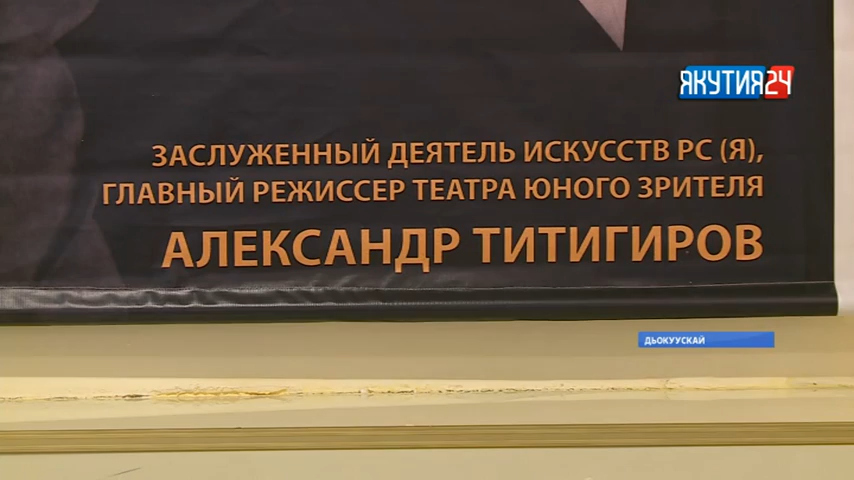 ЯКУТИЯ24
ЗАСЛУЖЕННЫЙ ДЕЯТЕЛЬ ИСКУССТВ РС (Я),
ГЛАВНЫЙ РЕЖИССЕР ТЕАТРА ЮНОГО ЗРИТЕЛЯ
АЛЕКСАНДР ТИТИГИРОВ
ДЬОКУУСКАЙ